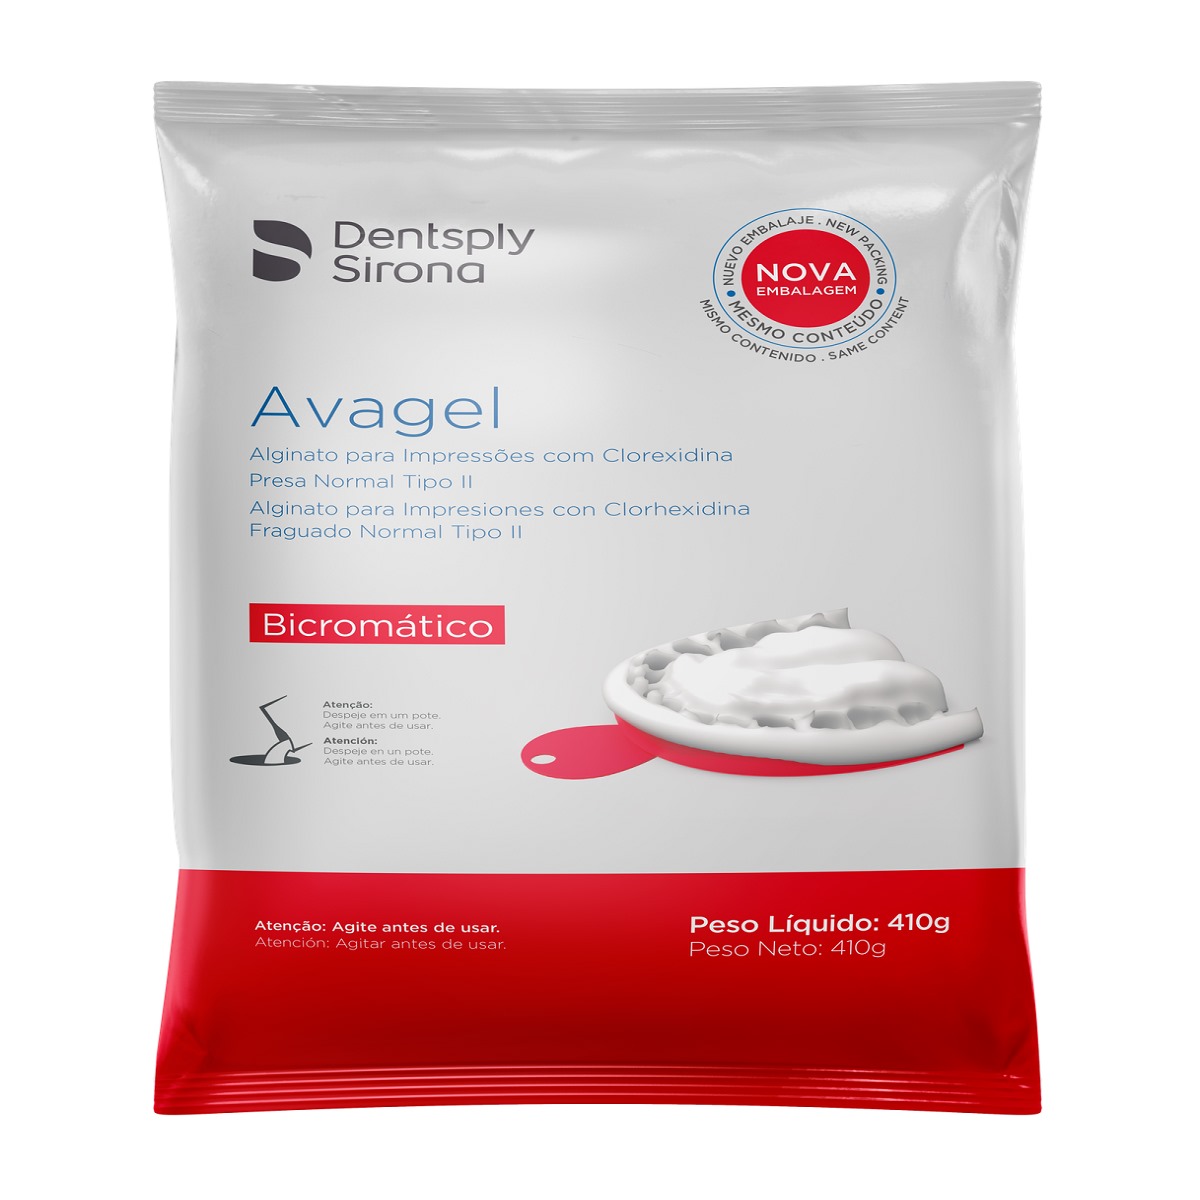 Dentsply
Sirona
NUEVO EMBALAJE . NEW PACKING
NOVA
EMBALAGEM
MESMO CONTEÚDO
MISMO CONTENIDO . SAME CONTENT
Avagel
Alginato para Impressões com Clorexidina
Presa Normal Tipo II
Alginato para Impresiones con Clorhexidina
Fraguado Normal Tipo II
Bicromático
Atenção:
Despeje em um pote.
Agite antes de usar.
Atención:
Despeje en un pote.
Agite antes de usar.
Atenção: Agite antes de usar.
Atención: Agitar antes de usar.
Peso Líquido: 410g
Peso Neto: 410g